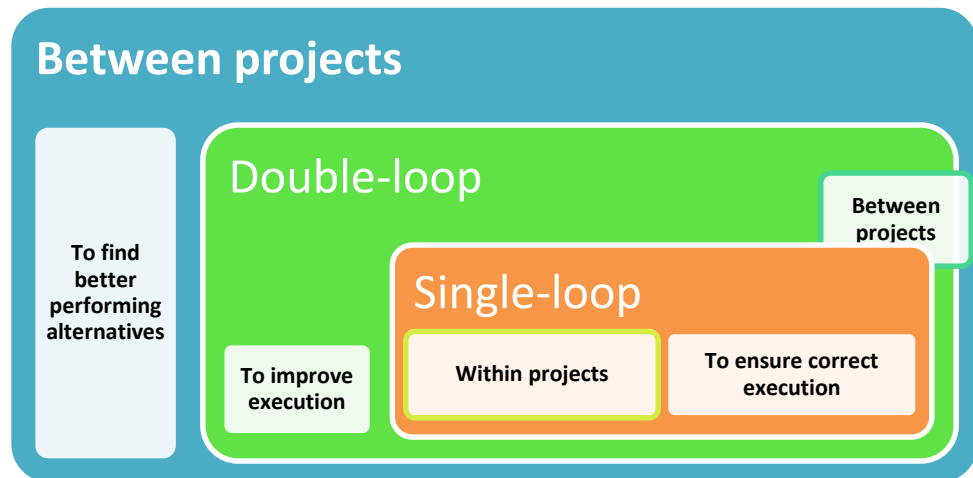 Between projects
Double-loop
Between
projects
To find
better
performing
alternatives
Single-loop
To improve
execution
Within projects
To ensure correct
execution